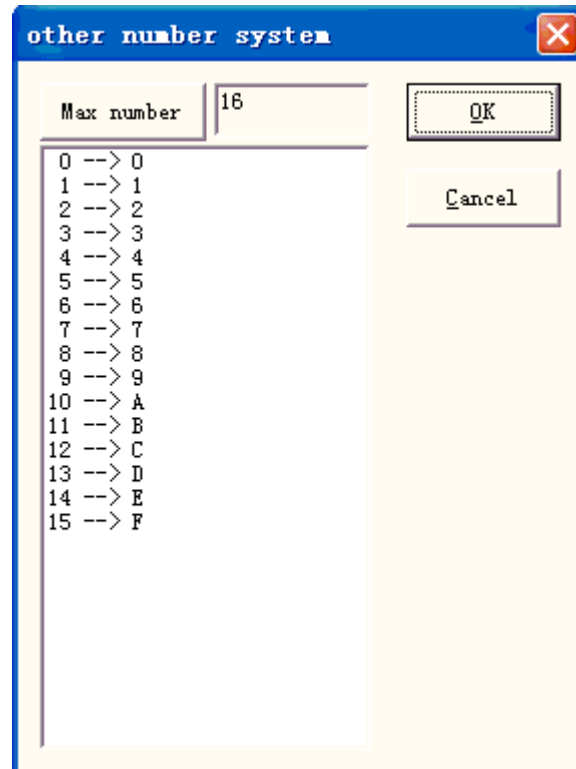 other number system
Max number
16
OK
Cancel
0 --> 0
1 --> 1
2 --> 2
3 --> 3
4 --> 4
5 --> 5
6 --> 6
7 --> 7
8 --> 8
9 --> 9
10 --> A
11 --> B
12 --> C
13 --> D
14 --> E
15 --> F